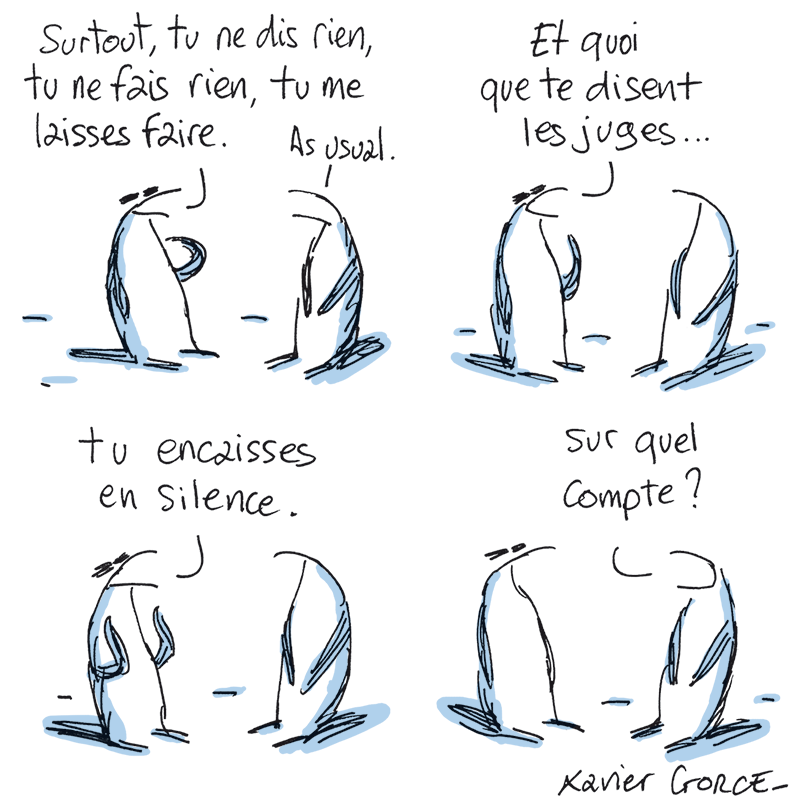 Surtout, tu ne dis rien,
tu ne fais rien, tu me
laisses faire.
As usual.
Et quoi
que te disent
les juges...
tu encaisses
en silence.
sur quel
compte?
Xavier GORCE_